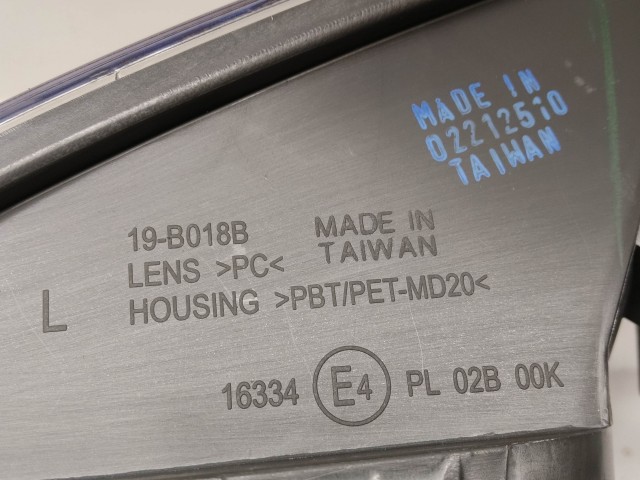 MADE IN
02212510
TAIWAN
19-B018B
MADE IN
LENS >PC<
TAIWAN
HOUSING >PBT/PET-MD20<
L
16334 E4 PL 02B 00K